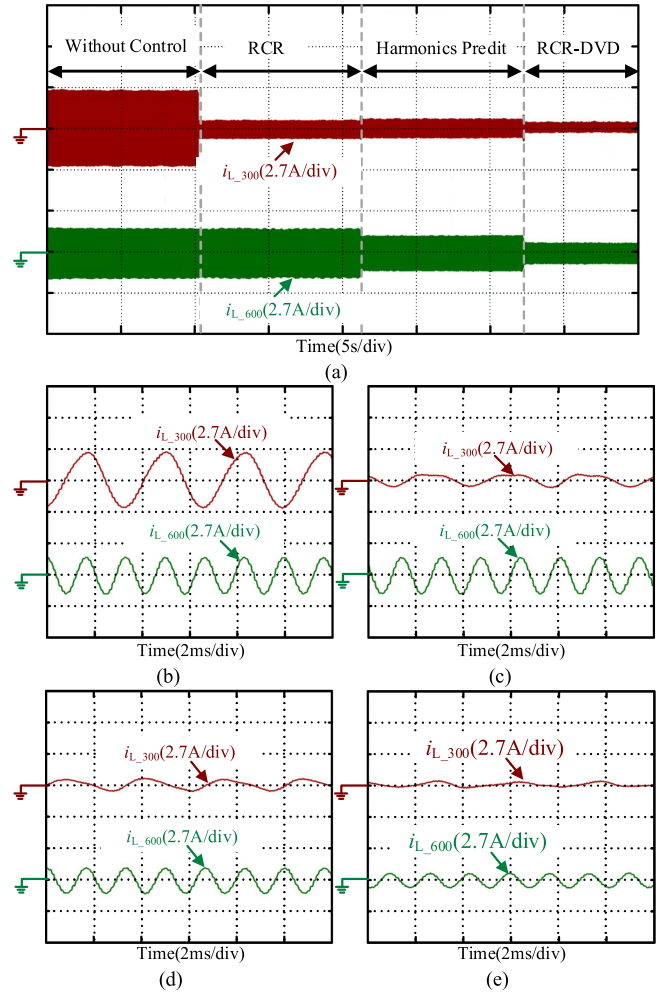 Without Control RCR Harmonics Predit RCR-DVD
iL_300(2.7A/div)
iL_600(2.7A/div)
Time(5s/div)
(a)
iL_300(2.7A/div)
iL_600(2.7A/div)
Time(2ms/div)
(b)
iL_300(2.7A/div)
iL_600(2.7A/div)
Time(2ms/div)
(c)
iL_300(2.7A/div)
iL_600(2.7A/div)
Time(2ms/div)
(d)
iL_300(2.7A/div)
iL_600(2.7A/div)
Time(2ms/div)
(e)